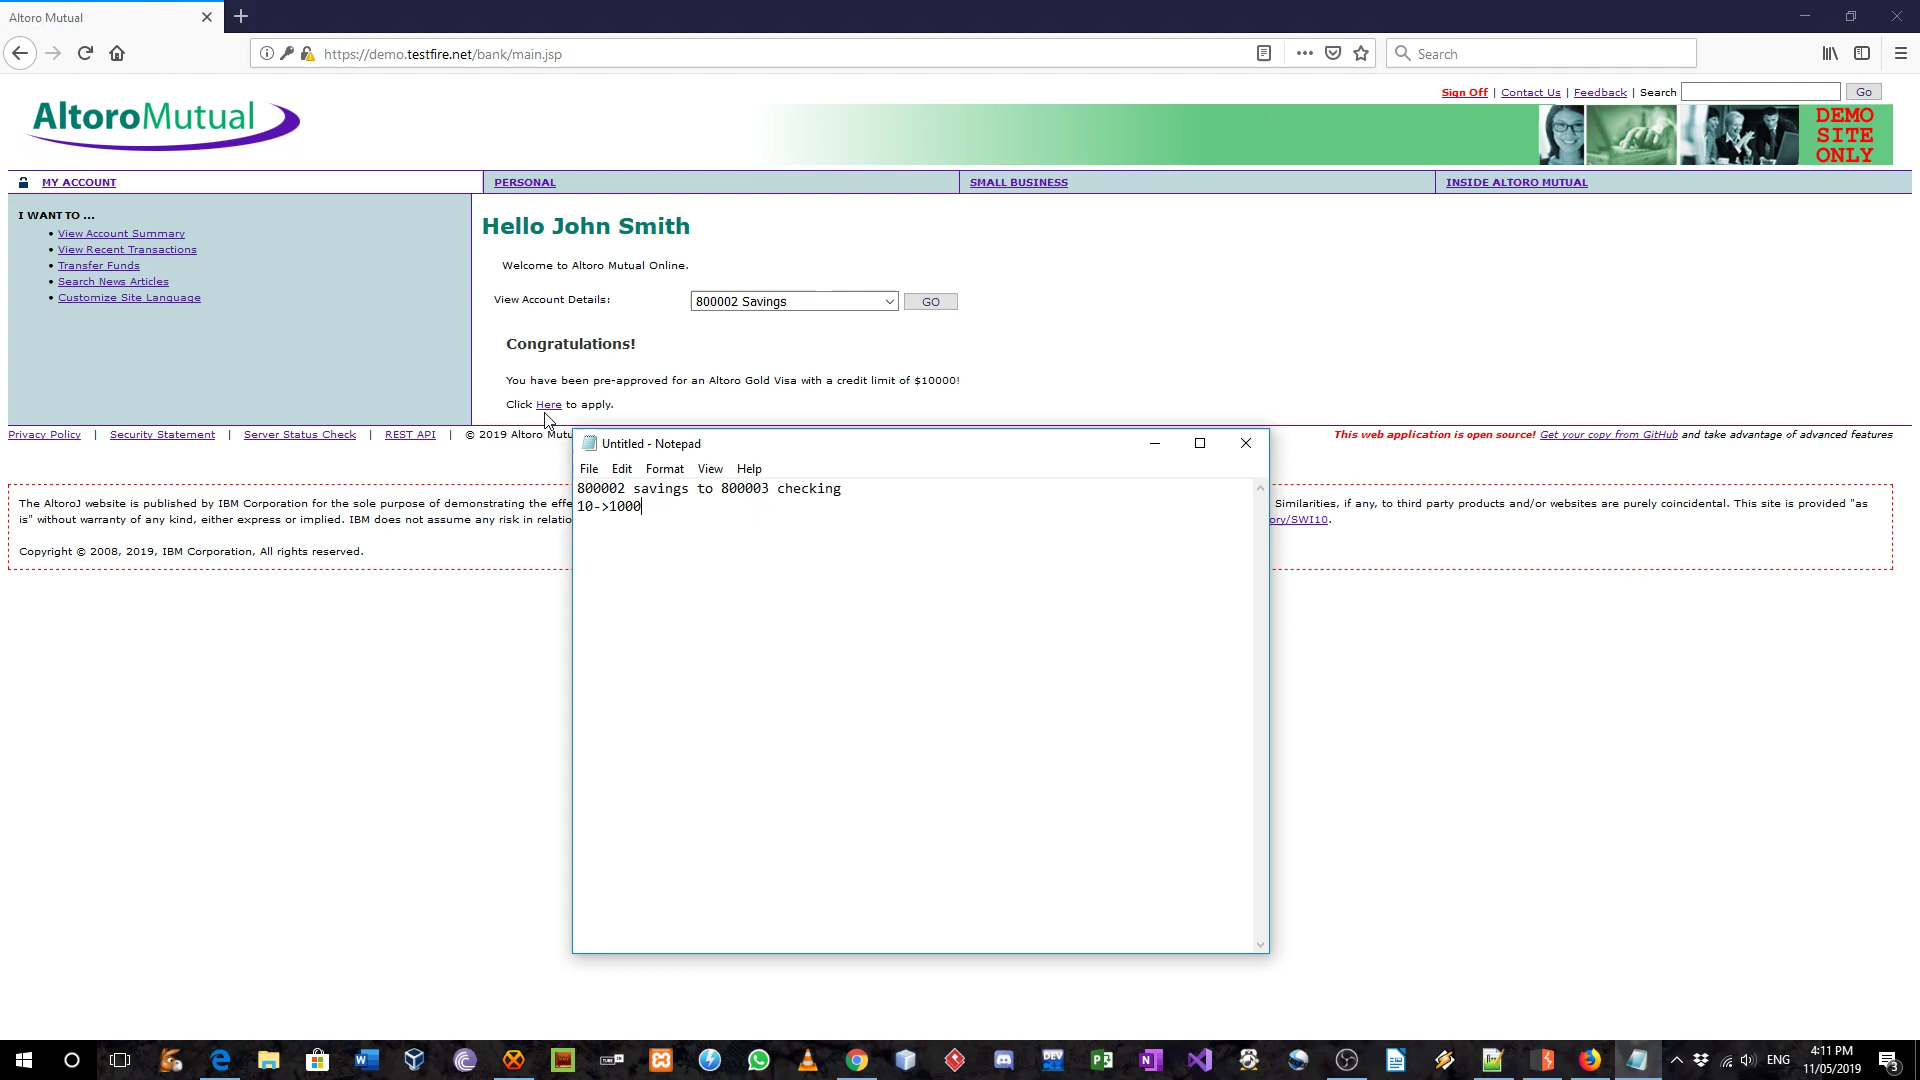 Altoro Mutual
https://demo.testfire.net/bank/main.jsp
Search
Sign Off | Contact Us | Feedback | Search
Go
AltoroMutual
DEMO
SITE
ONLY
MY ACCOUNT
PERSONAL
SMALL BUSINESS
INSIDE ALTORO MUTUAL
I WANT TO ...
• View Account Summary
• View Recent Transactions
• Transfer Funds
• Search News Articles
• Customize Site Language
Hello John Smith
Welcome to Altoro Mutual Online.
View Account Details:
800002 Savings
GO
Congratulations!
You have been pre-approved for an Altoro Gold Visa with a credit limit of $10000!
Click Here to apply.
Privacy Policy | Security Statement | Server Status Check | REST API | © 2019 Altoro
This web application is open source! Get your copy from GitHub and take advantage of advanced features
The AltoroJ website is published by IBM Corporation for the sole purpose of demonstrating the
Similarities, if any, to third party products and/or websites are purely coincidental. This site is provided "as
is" without warranty of any kind, either express or implied. IBM does not assume any risk in
ory/SWI10.
Copyright © 2008, 2019, IBM Corporation, All rights reserved.
Untitled - Notepad
File Edit Format View Help
800002 savings to 800003 checking
10->1000
ENG
4:11 PM
11/05/2019
3